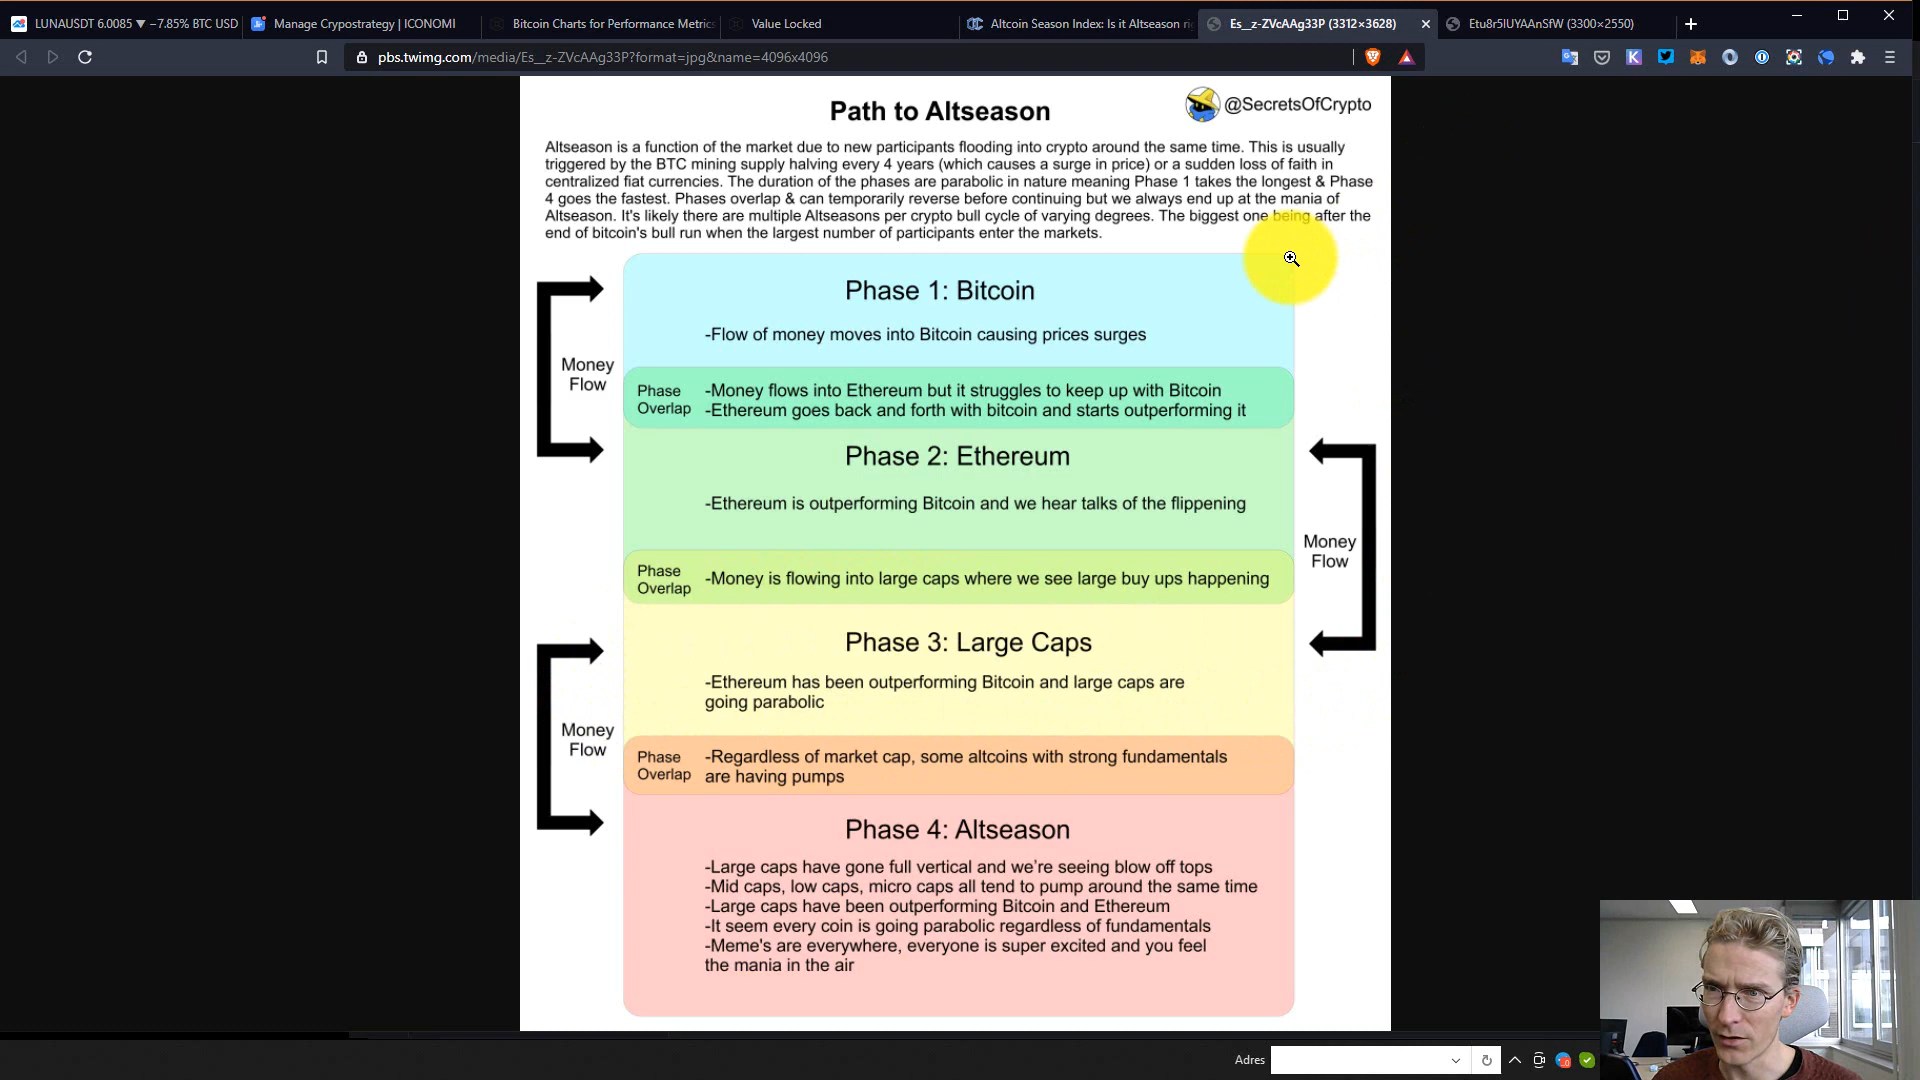 LUNAUSDT 6.0085 ▼ −7.85% BTC USD
Manage Crypostrategy | ICONOMI
Bitcoin Charts for Performance Metrics
Value Locked
Altcoin Season Index: Is it Altseason ri
Es__z-ZVcAAg33P (3312×3628)
Etu8r5lUYAAnSfW (3300×2550)
pbs.twimg.com/media/Es__z-ZVcAAg33P?format=jpg&name=4096x4096
Path to Altseason
@SecretsOfCrypto
Altseason is a function of the market due to new participants flooding into crypto around the same time. This is usually
triggered by the BTC mining supply halving every 4 years (which causes a surge in price) or a sudden loss of faith in
centralized fiat currencies. The duration of the phases are parabolic in nature meaning Phase 1 takes the longest & Phase
4 goes the fastest. Phases overlap & can temporarily reverse before continuing but we always end up at the mania of
Altseason. It's likely there are multiple Altseasons per crypto bull cycle of varying degrees. The biggest one being after the
end of bitcoin's bull run when the largest number of participants enter the markets.
Phase 1: Bitcoin
-Flow of money moves into Bitcoin causing prices surges
Money
Flow
Phase
Overlap
-Money flows into Ethereum but it struggles to keep up with Bitcoin
-Ethereum goes back and forth with bitcoin and starts outperforming it
Phase 2: Ethereum
-Ethereum is outperforming Bitcoin and we hear talks of the flippening
Money
Flow
Phase
Overlap
-Money is flowing into large caps where we see large buy ups happening
Phase 3: Large Caps
-Ethereum has been outperforming Bitcoin and large caps are
going parabolic
Money
Flow
Phase
Overlap
-Regardless of market cap, some altcoins with strong fundamentals
are having pumps
Phase 4: Altseason
-Large caps have gone full vertical and we're seeing blow off tops
-Mid caps, low caps, micro caps all tend to pump around the same time
-Large caps have been outperforming Bitcoin and Ethereum
-It seem every coin is going parabolic regardless of fundamentals
-Meme's are everywhere, everyone is super excited and you feel
the mania in the air
Adres